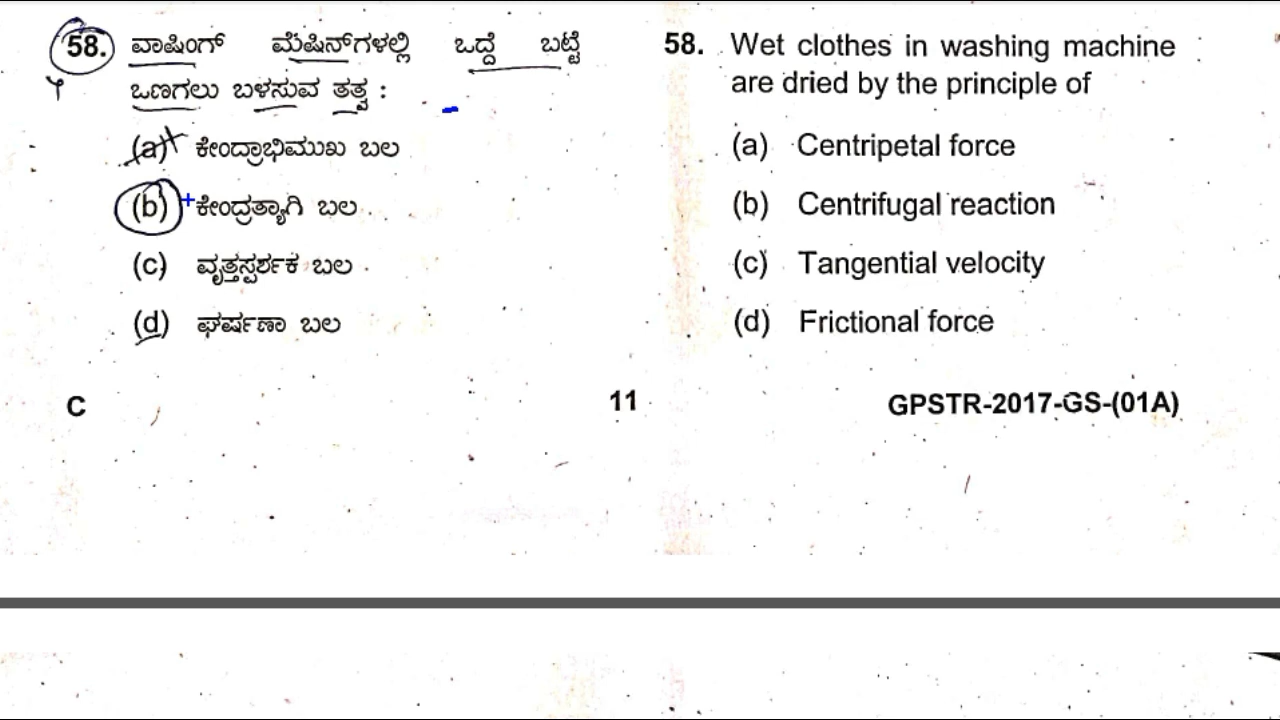 58. ವಾಷಿಂಗ್ ಮೆಷಿನ್‌ಗಳಲ್ಲಿ ಒದ್ದೆ ಬಟ್ಟೆ
ಒಣಗಲು ಬಳಸುವ ತತ್ವ :
(a) ಕೇಂದ್ರಾಭಿಮುಖ ಬಲ
(b) ಕೇಂದ್ರತ್ಯಾಗಿ ಬಲ
(c) ವೃತ್ತಸ್ಪರ್ಶಕ ಬಲ
(d) ಘರ್ಷಣಾ ಬಲ
58. Wet clothes in washing machine
are dried by the principle of
(a) Centripetal force
(b) Centrifugal reaction
(c) Tangential velocity
(d) Frictional force
C 11 GPSTR-2017-GS-(01A)